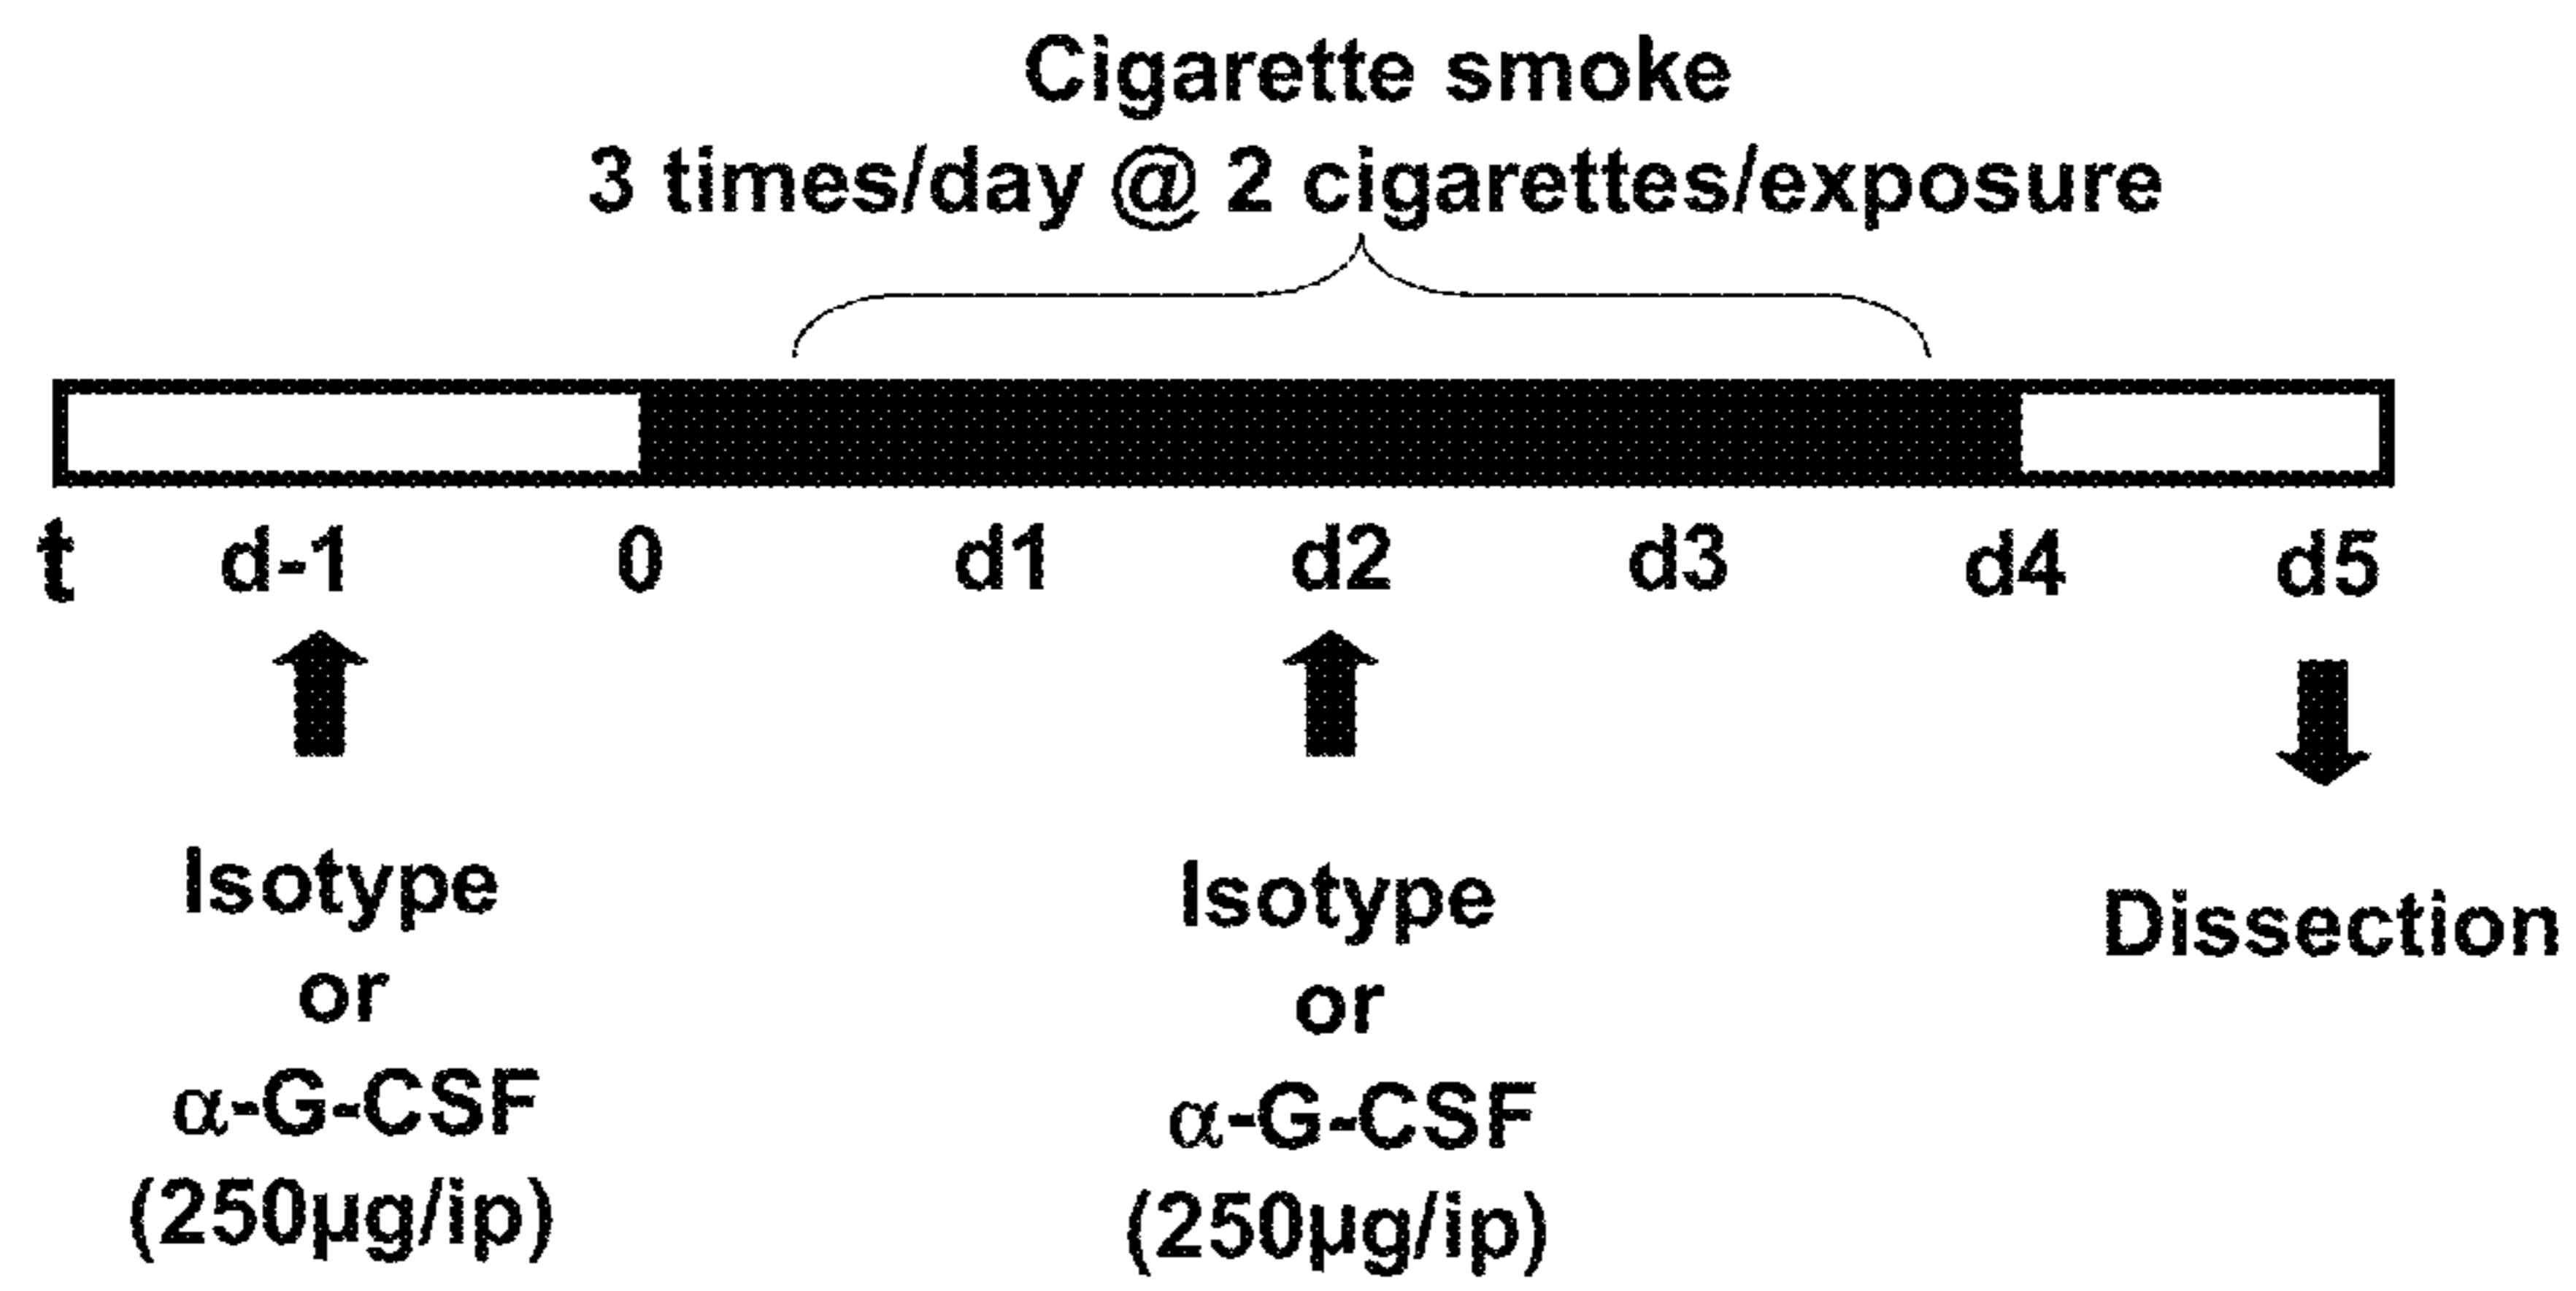 Cigarette smoke
3 times/day @ 2 cigarettes/exposure
t d-1 0 d1 d2 d3 d4 d5
Isotype
or
α-G-CSF
(250µg/ip)
Isotype
or
α-G-CSF
(250µg/ip)
Dissection